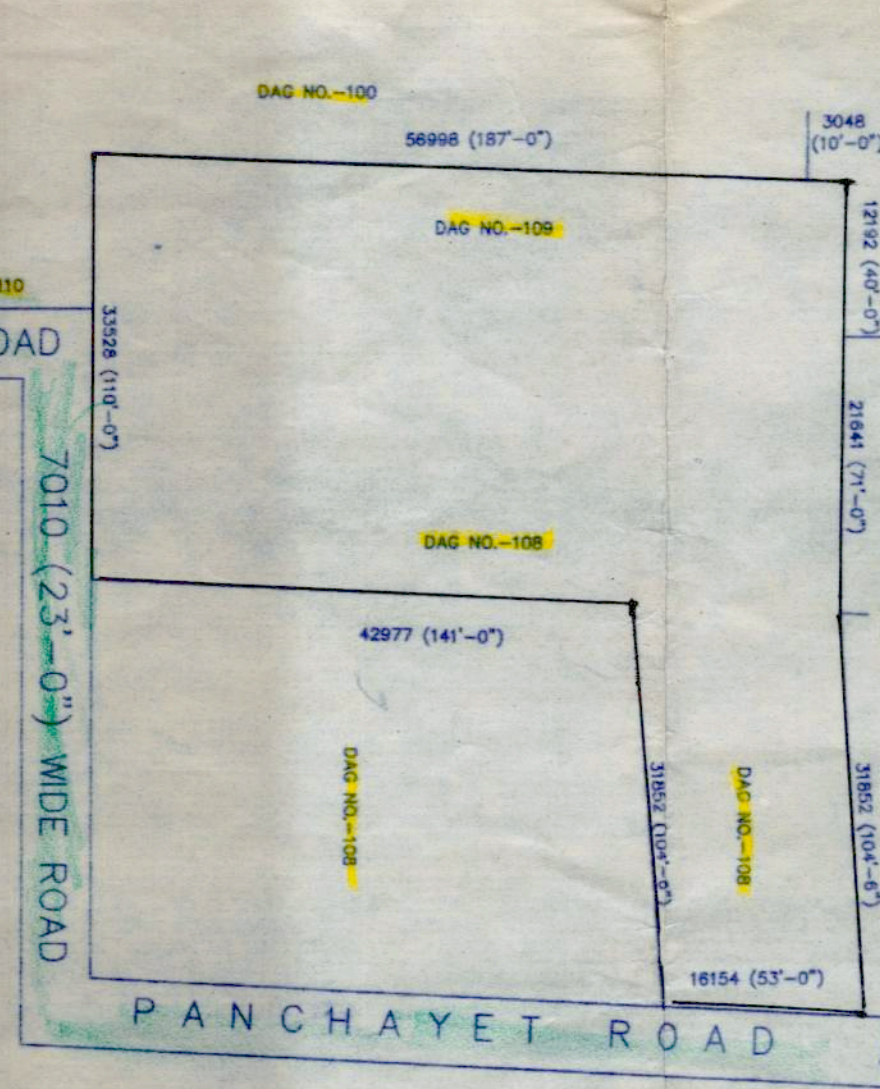 DAG NO.-100
56998 (187'-0")
3048
(10'-0")
12192 (40'-0")
DAG NO.-109
110
OAD
33528 (110'-0")
21641 (71'-0")
7010 (23'-0") WIDE ROAD
DAG NO.-108
42977 (141'-0")
DAG NO.-108
31852 (104'-6")
DAG NO.-108
31852 (104'-6")
16154 (53'-0")
PANCHAYET ROAD